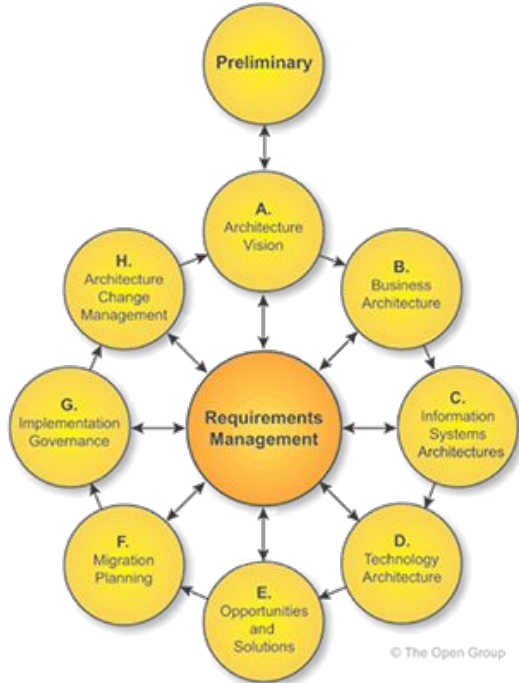 Preliminary
A.
Architecture
Vision
B.
Business
Architecture
C.
Information
Systems
Architectures
D.
Technology
Architecture
E.
Opportunities
and
Solutions
F.
Migration
Planning
G.
Implementation
Governance
H.
Architecture
Change
Management
Requirements
Management
© The Open Group